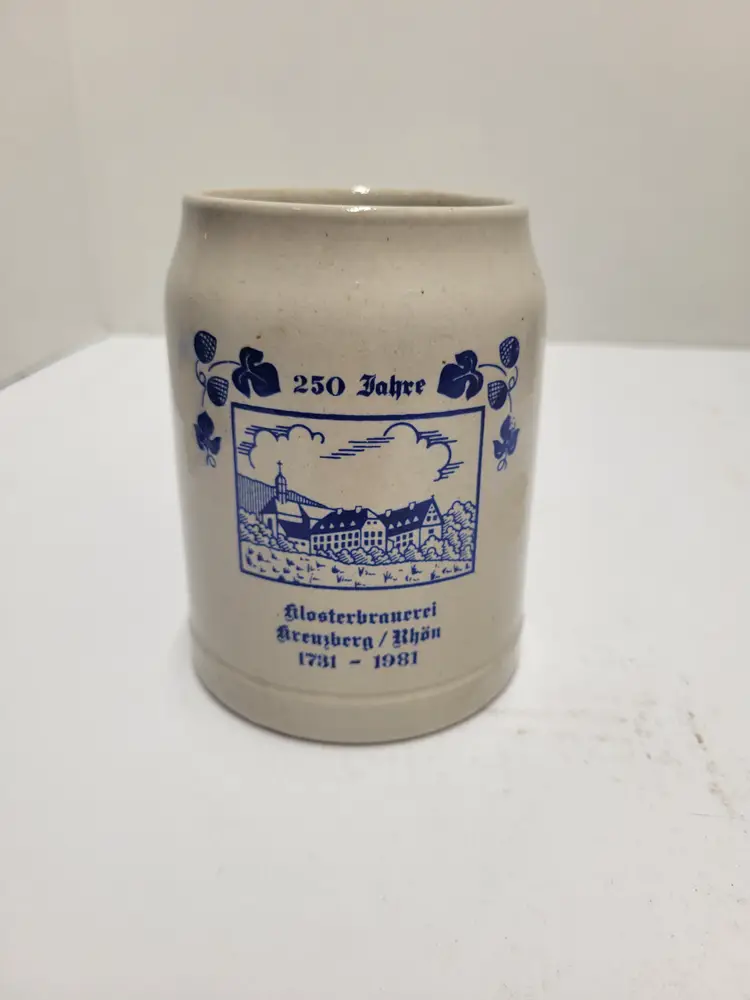 250 Jahre
Klosterbrauerei
Kreuzberg / Rhön
1731 - 1981